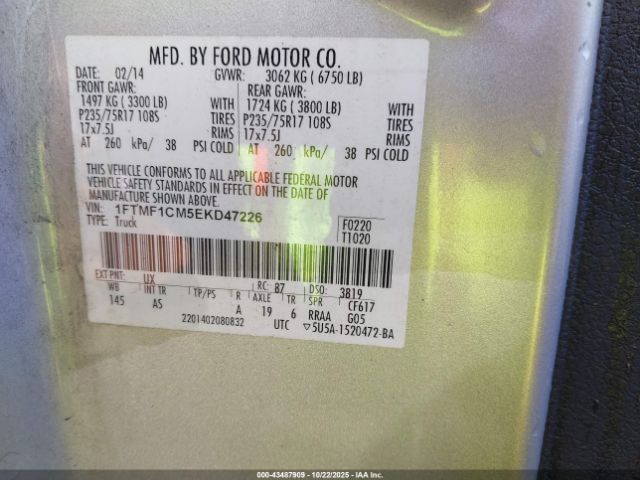 MFD. BY FORD MOTOR CO.
DATE: 02/14 GVWR: 3062 KG ( 6750 LB)
FRONT GAWR: REAR GAWR:
1497 KG ( 3300 LB) WITH 1724 KG ( 3800 LB) WITH
P235/75R17 108S TIRES P235/75R17 108S TIRES
17x7.5J RIMS 17x7.5J RIMS
AT 260 kPa/ 38 PSI COLD AT 260 kPa/ 38 PSI COLD
THIS VEHICLE CONFORMS TO ALL APPLICABLE FEDERAL MOTOR
VEHICLE SAFETY STANDARDS IN EFFECT ON THE DATE OF
MANUFACTURE SHOWN ABOVE.
VIN: 1FTMF1CM5EKD47226 F0220
TYPE: Truck T1020
EXT PNT: UX RC: 87 DSO: 3819
WB INT TR TP/PS R AXLE TR SPR CF617
145 AS A 19 6 RRAA G05
2201402080832 UTC ▽5U5A-1520472-BA
00-43487909 | 10/22/2025 | IAAI.COM